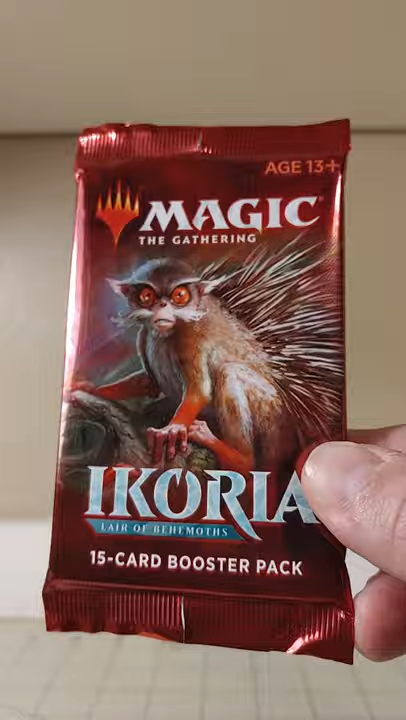 AGE 13+
MAGIC
THE GATHERING
IKORIA
LAIR OF BEHEMOTHS
15-CARD BOOSTER PACK